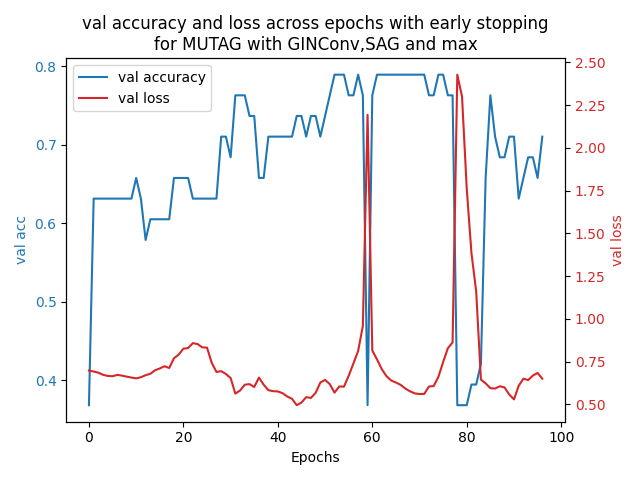 val accuracy and loss across epochs with early stopping
for MUTAG with GINConv,SAG and max
val accuracy
val loss
0.8
0.7
0.6
0.5
0.4
val acc
2.50
2.25
2.00
1.75
1.50
1.25
1.00
0.75
0.50
val loss
0
20
40
60
80
100
Epochs